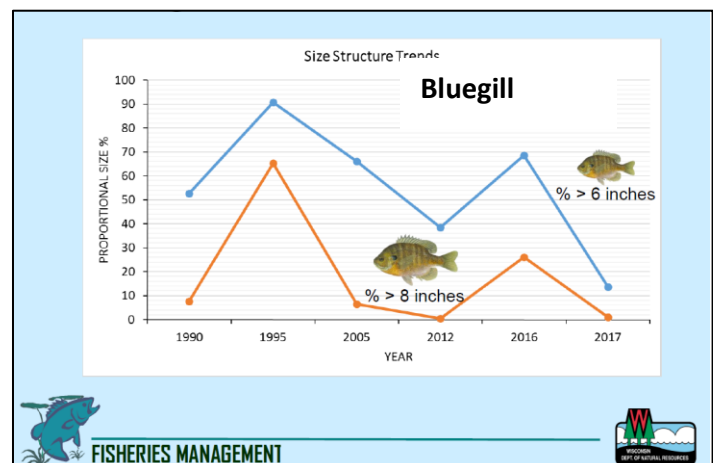 Size Structure Trends
Bluegill
PROPORTIONAL SIZE %
100
90
80
70
60
50
40
30
20
10
0
% > 6 inches
% > 8 inches
1990 1995 2005 2012 2016 2017
YEAR
FISHERIES MANAGEMENT
WISCONSIN
DEPT. OF NATURAL RESOURCES